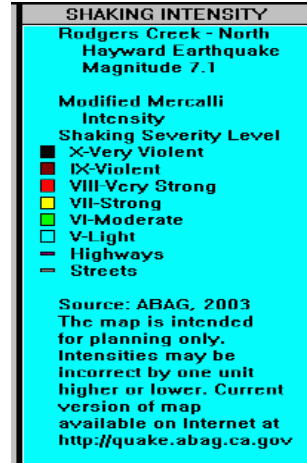 SHAKING INTENSITY
Rodgers Creek - North
Hayward Earthquake
Magnitude 7.1
Modified Mercalli
Intensity
Shaking Severity Level
X-Very Violent
IX-Violent
VIII-Very Strong
VII-Strong
VI-Moderate
V-Light
Highways
Streets
Source: ABAG, 2003
The map is intended
for planning only.
Intensities may be
incorrect by one unit
higher or lower. Current
version of map
available on Internet at
http://quake.abag.ca.gov